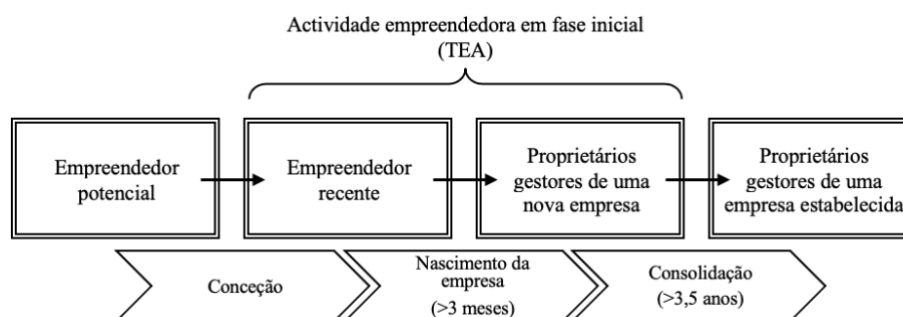 Actividade empreendedora em fase inicial
(TEA)
Empreendedor
potencial
Empreendedor
recente
Proprietários
gestores de uma
nova empresa
Proprietários
gestores de uma
empresa estabelecida
Conceção
Nascimento da
empresa
(>3 meses)
Consolidação
(>3,5 anos)